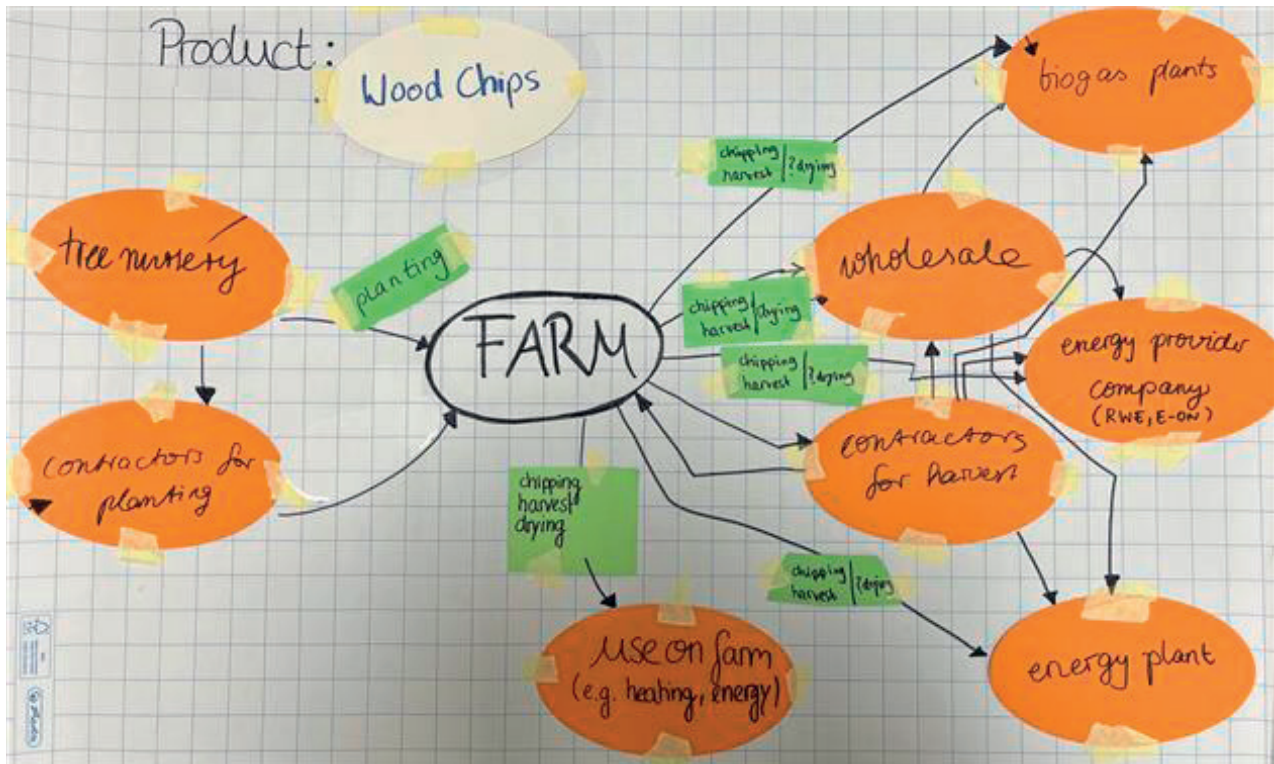 Product:
Wood Chips
tree nursery
planting
contractors for
planting
FARM
chipping
harvest
?drying
biogas plants
chipping
harvest
drying
wholesale
chipping
harvest
?drying
energy provider
company
(RWE, E-ON)
contractors
for harvest
chipping
harvest
drying
chipping
harvest
?drying
use on farm
(e.g. heating, energy)
energy plant